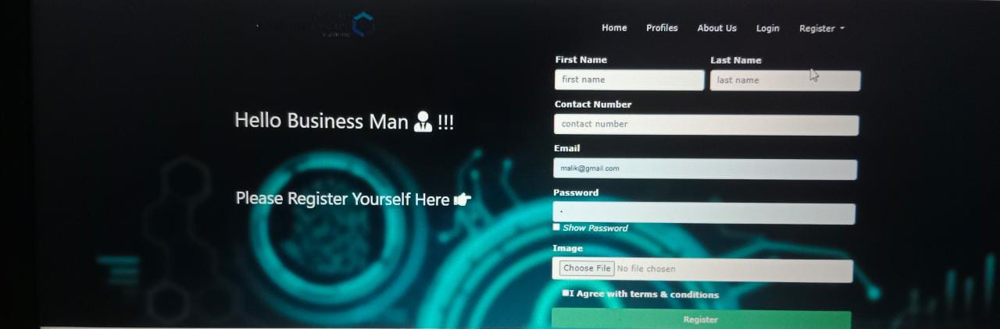 Home Profiles About Us Login Register
First Name Last Name
first name last name
Contact Number
contact number
Hello Business Man !!!
Email
malik@gmail.com
Please Register Yourself Here
Password
Show Password
Image
Choose File No file chosen
I Agree with terms & conditions
Register